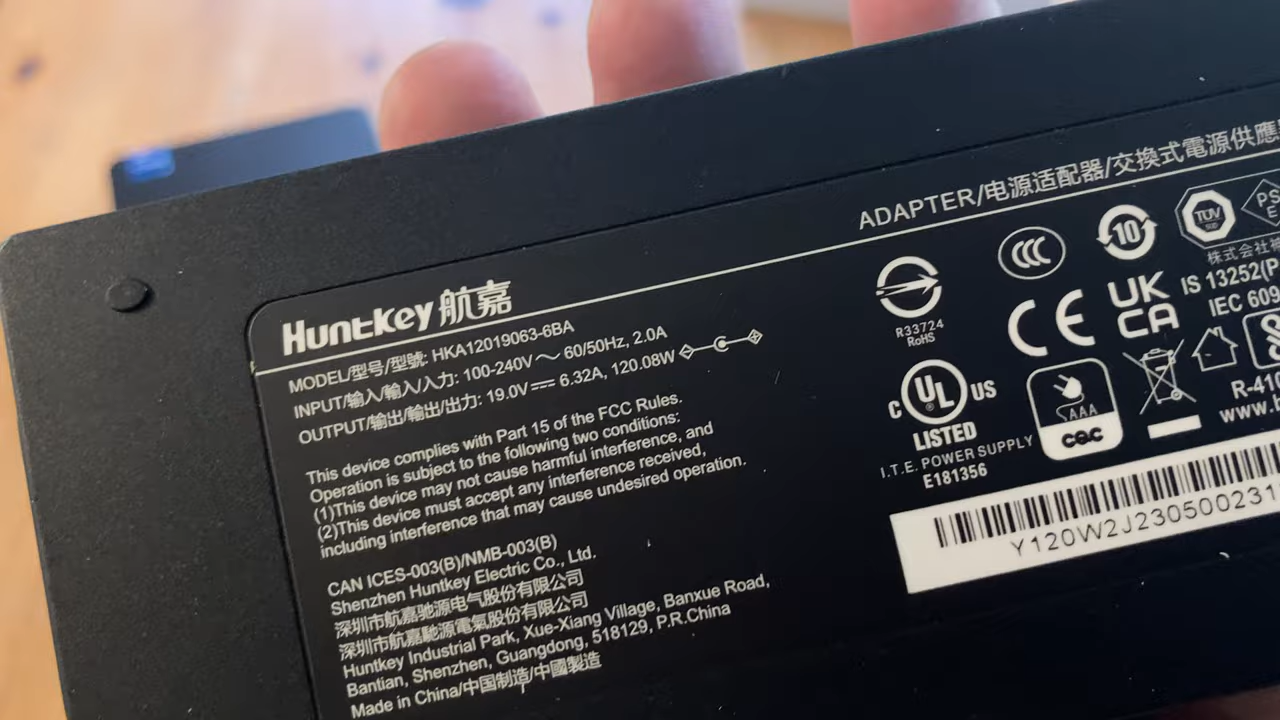 ADAPTER/电源适配器/交換式電源供應
Huntkey 航嘉
MODEL/型号/型號: HKA12019063-6BA
INPUT/输入/輸入/入力: 100-240V～ 60/50Hz, 2.0A
OUTPUT/输出/輸出/出力: 19.0V⎓ 6.32A, 120.08W
This device complies with Part 15 of the FCC Rules.
Operation is subject to the following two conditions:
(1)This device may not cause harmful interference, and
(2)This device must accept any interference received,
including interference that may cause undesired operation.
CAN ICES-003(B)/NMB-003(B)
Shenzhen Huntkey Electric Co., Ltd.
深圳市航嘉驰源电气股份有限公司
深圳市航嘉馳源電氣股份有限公司
Huntkey Industrial Park, Xue-Xiang Village, Banxue Road,
Bantian, Shenzhen, Guangdong, 518129, P.R.China
Made in China/中国制造/中國製造
R33724
RoHS
CCC
10
TÜV
SÜD
PS
E
株式会社
CE
UK
CA
IS 13252(P
IEC 609
C UL ® US
LISTED
I.T.E. POWER SUPPLY
E181356
AAA
CQC
R-410
www.
Y120W2J230500231